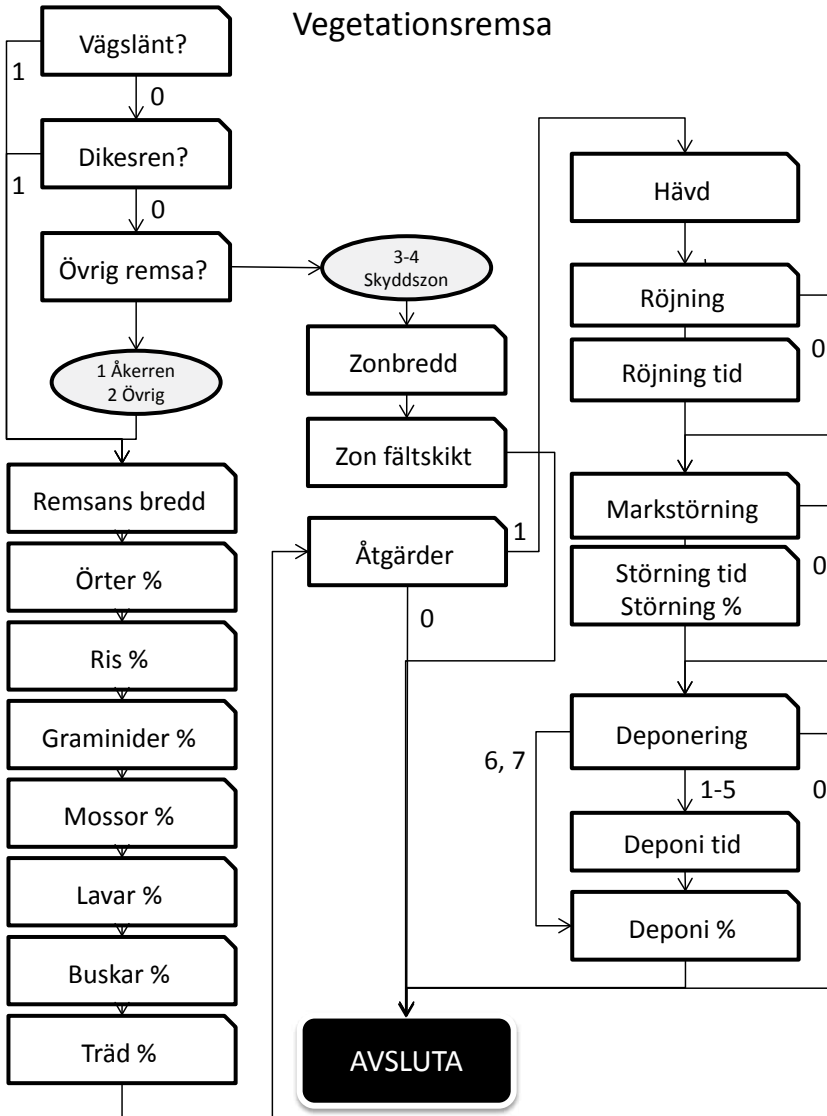 Vegetationsremsa
Vägslänt?
1
0
Dikesren?
1
0
Övrig remsa?
3-4
Skyddszon
1 Åkerren
2 Övrig
Zonbredd
Zon fältskikt
Remsans bredd
Örter %
Ris %
Graminider %
Mossor %
Lavar %
Buskar %
Träd %
Åtgärder
1
0
Hävd
Röjning
0
Röjning tid
Markstörning
0
Störning tid
Störning %
Deponering
6, 7
1-5
0
Deponi tid
Deponi %
AVSLUTA